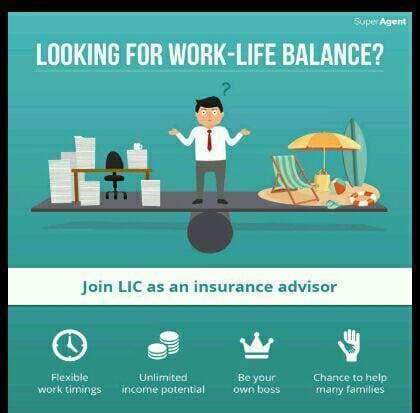 SuperAgent
LOOKING FOR WORK-LIFE BALANCE?
?
Join LIC as an insurance advisor
Flexible
work timings
Unlimited
income potential
Be your
own boss
Chance to help
many families